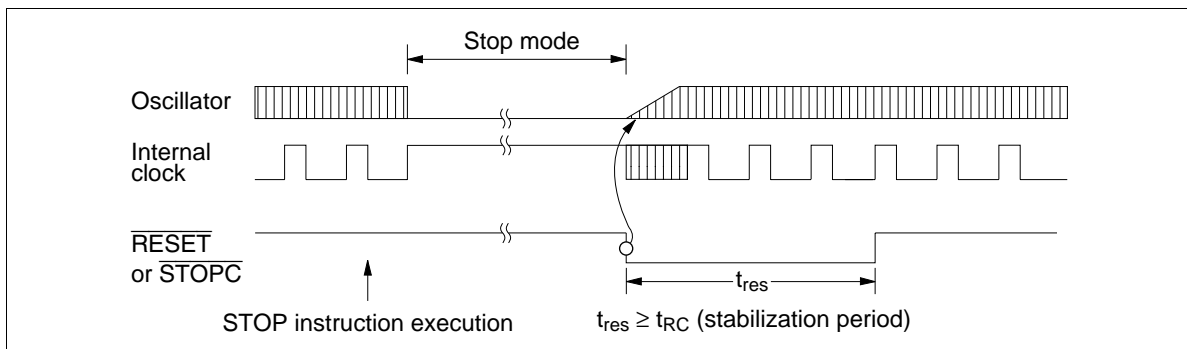 Stop mode
Oscillator
Internal
clock
RESET
or STOPC
tres
STOP instruction execution
tres ≥ tRC (stabilization period)